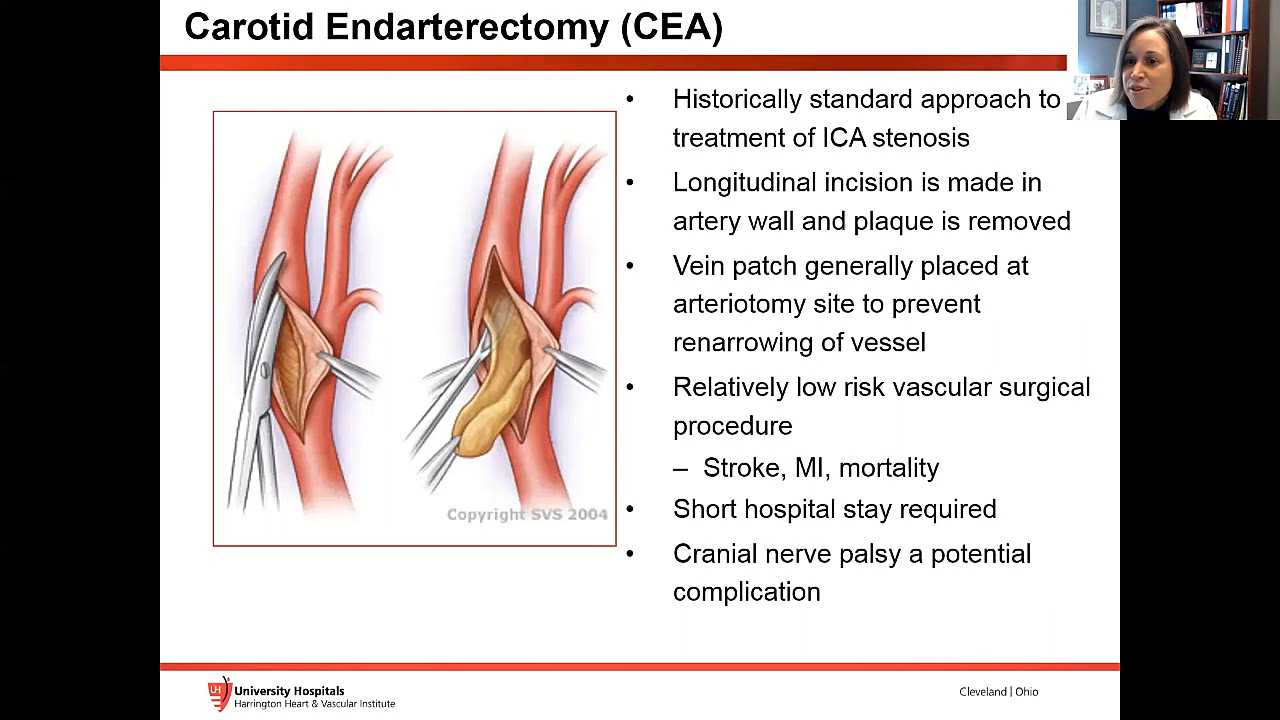 Carotid Endarterectomy (CEA)
• Historically standard approach to
treatment of ICA stenosis
• Longitudinal incision is made in
artery wall and plaque is removed
• Vein patch generally placed at
arteriotomy site to prevent
renarrowing of vessel
• Relatively low risk vascular surgical
procedure
– Stroke, MI, mortality
• Short hospital stay required
• Cranial nerve palsy a potential
complication
Copyright SVS 2004
UH
University Hospitals
Harrington Heart & Vascular Institute
Cleveland | Ohio